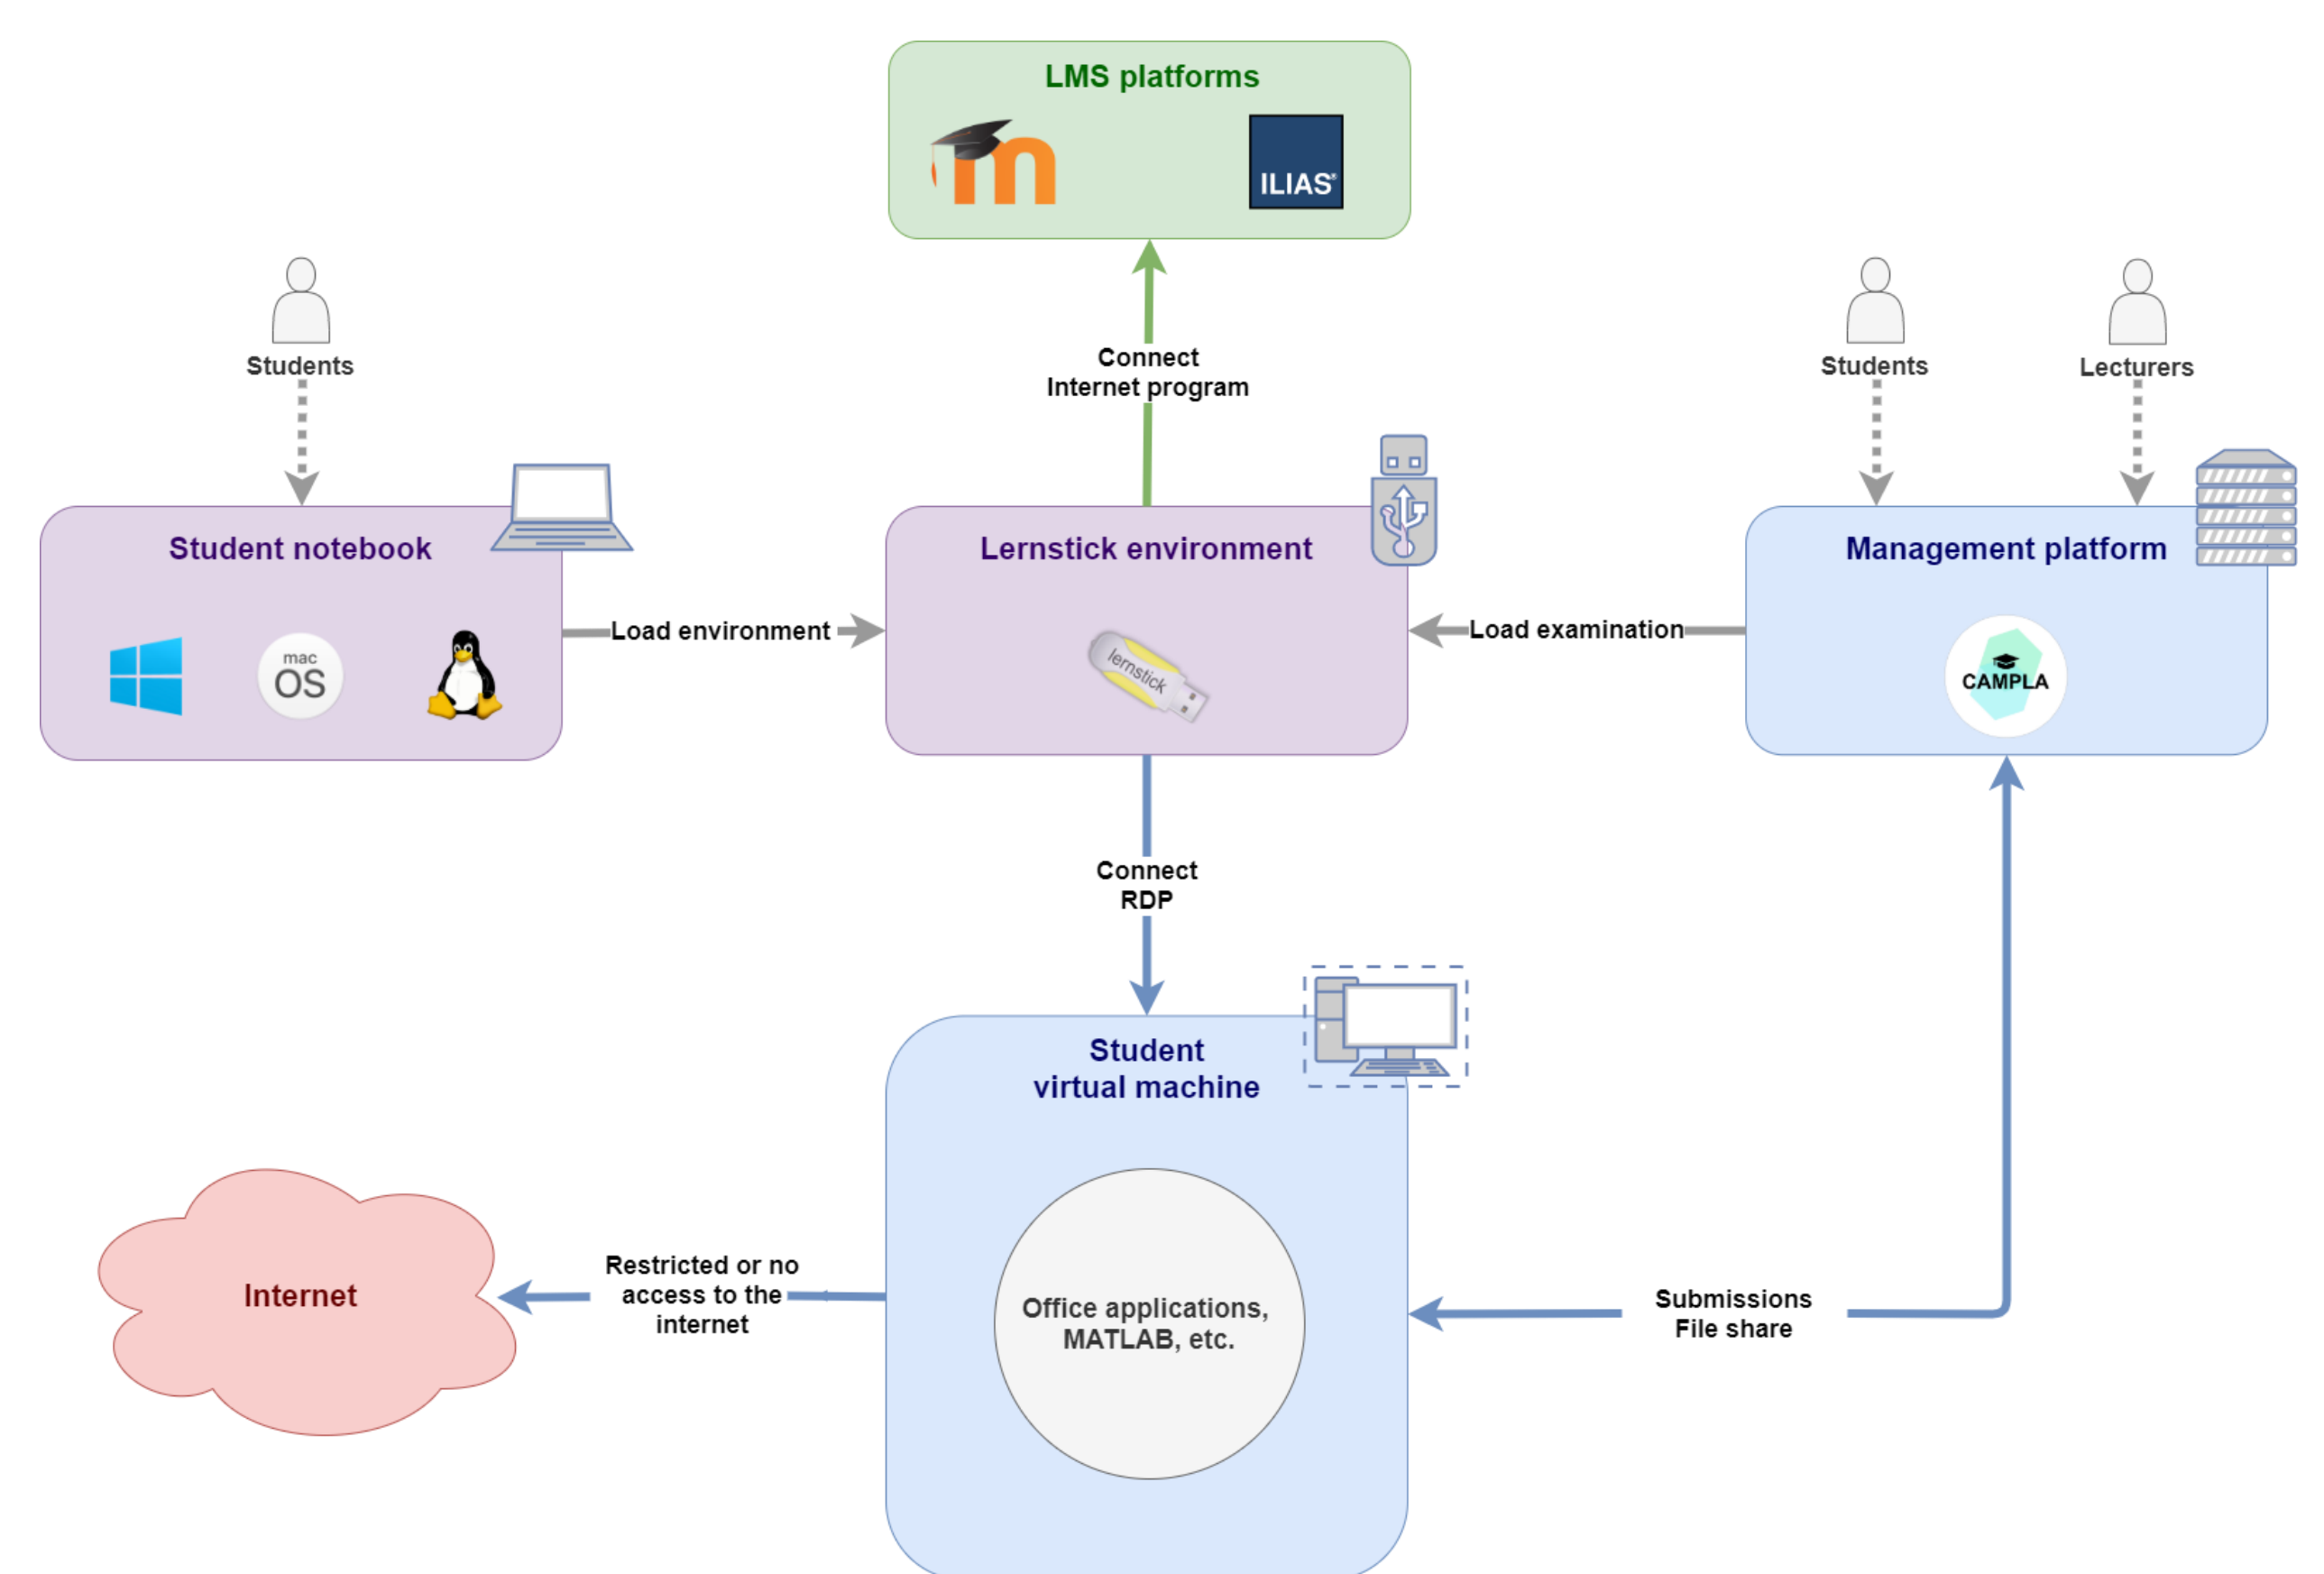 LMS platforms
m
ILIAS®
Students
Connect
Internet program
Students
Lecturers
Student notebook
mac
OS
Load environment
Lernstick environment
lernstick
Load examination
Management platform
CAMPLA
Connect
RDP
Student
virtual machine
Office applications,
MATLAB, etc.
Internet
Restricted or no
access to the
internet
Submissions
File share